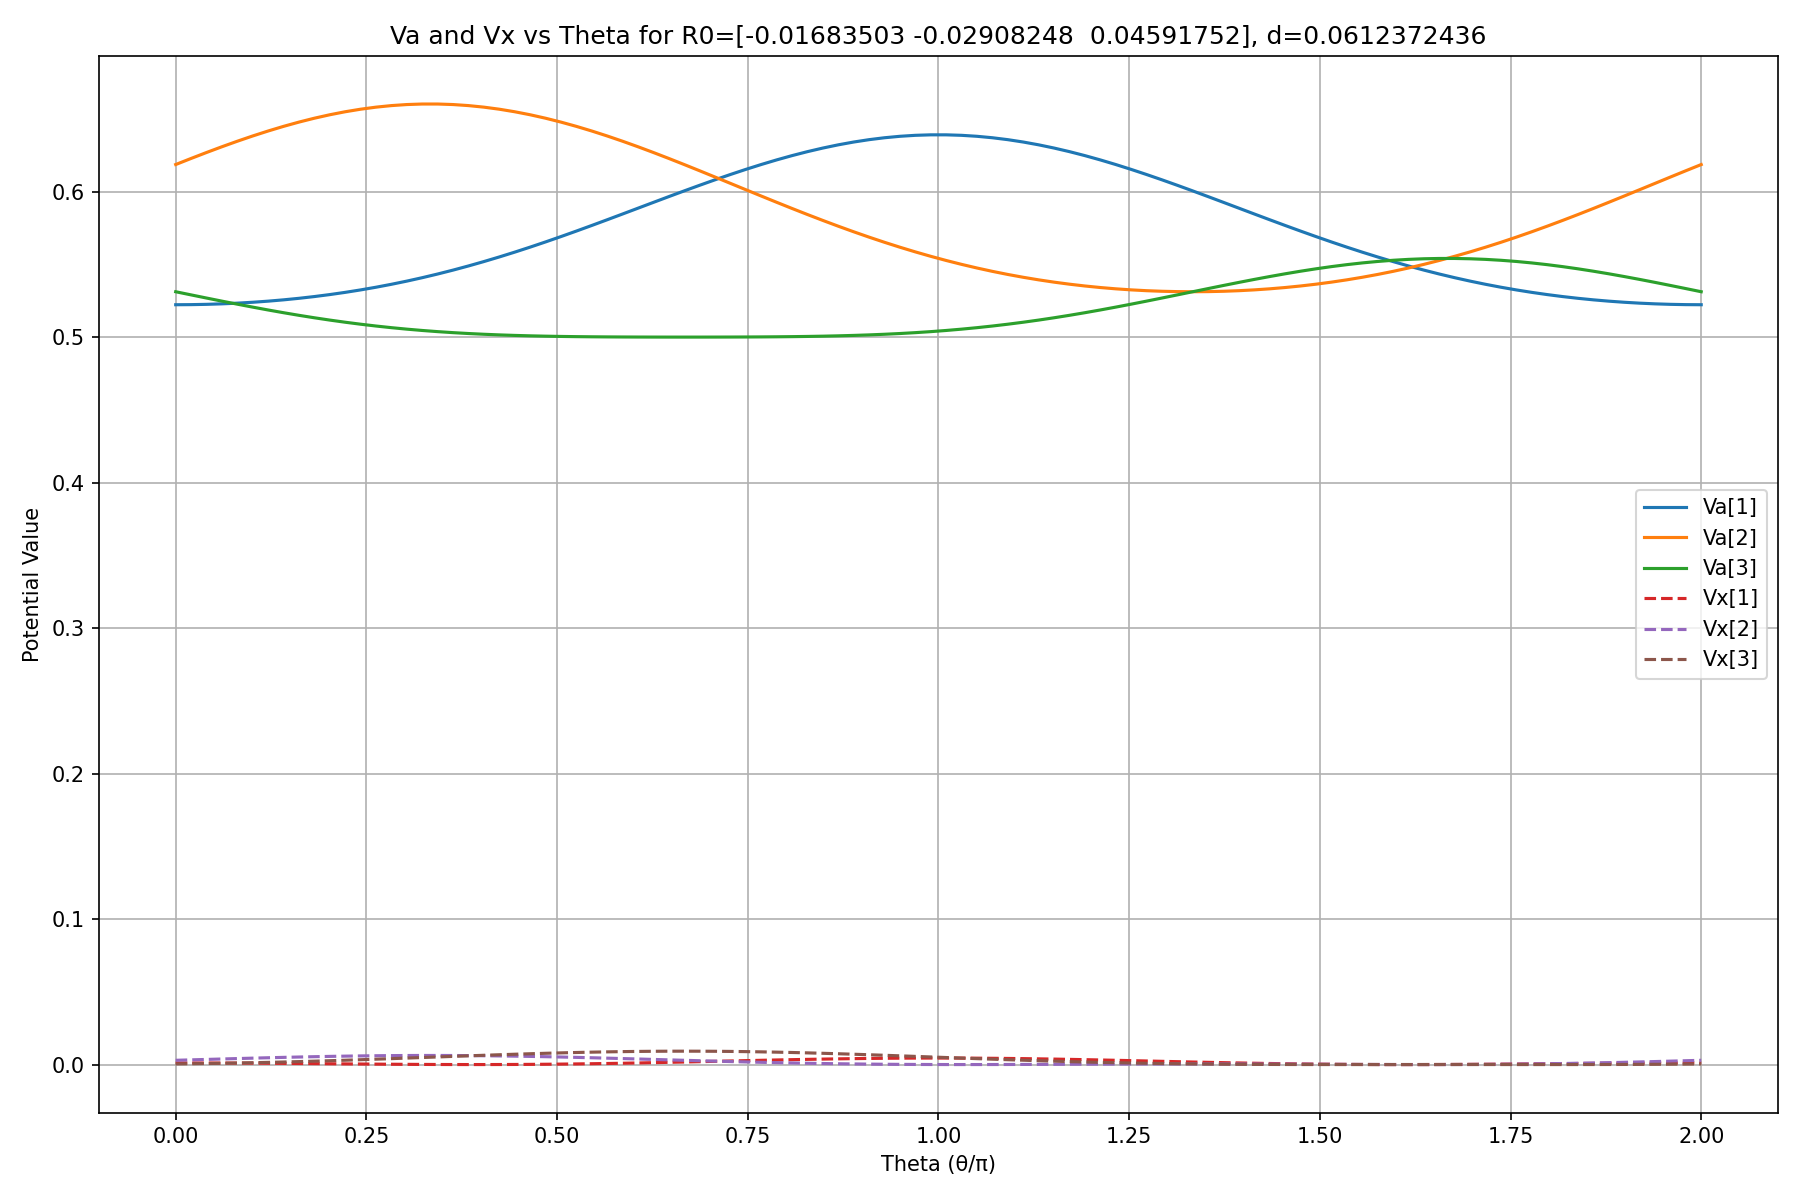 Va and Vx vs Theta for R0=[-0.01683503 -0.02908248  0.04591752], d=0.0612372436
Potential Value
0.6
0.5
0.4
0.3
0.2
0.1
0.0
Va[1]
Va[2]
Va[3]
Vx[1]
Vx[2]
Vx[3]
0.00 0.25 0.50 0.75 1.00 1.25 1.50 1.75 2.00
Theta (θ/π)